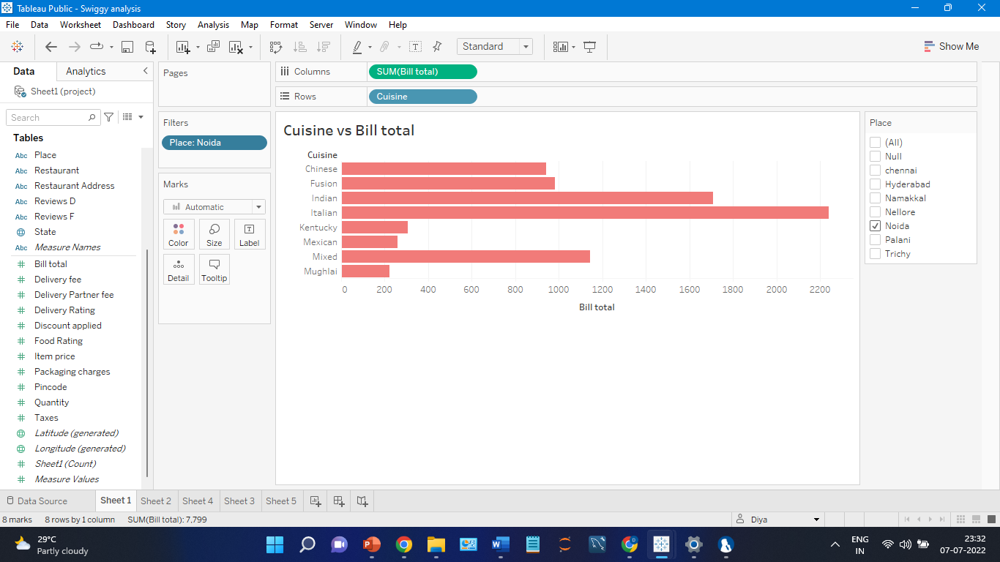 Tableau Public - Swiggy analysis
File Data Worksheet Dashboard Story Analysis Map Format Server Window Help
Standard
Show Me
Data Analytics
Sheet1 (project)
Search
Tables
Abc Place
Abc Restaurant
Abc Restaurant Address
Abc Reviews D
Abc Reviews F
State
Abc Measure Names
# Bill total
# Delivery fee
# Delivery Partner fee
# Delivery Rating
# Discount applied
# Food Rating
# Item price
# Packaging charges
# Pincode
# Quantity
# Taxes
Latitude (generated)
Longitude (generated)
# Sheet1 (Count)
# Measure Values
Pages
Filters
Place: Noida
Marks
Automatic
Color Size Label
Detail Tooltip
Columns SUM(Bill total)
Rows Cuisine
Cuisine vs Bill total
Cuisine
Chinese
Fusion
Indian
Italian
Kentucky
Mexican
Mixed
Mughlai
0 200 400 600 800 1000 1200 1400 1600 1800 2000 2200
Bill total
Place
(All)
Null
chennai
Hyderabad
Namakkal
Nellore
Noida
Palani
Trichy
Data Source Sheet 1 Sheet 2 Sheet 4 Sheet 3 Sheet 5
8 marks 8 rows by 1 column SUM(Bill total): 7,799
Diya
29°C
Partly cloudy
ENG
IN
23:32
07-07-2022